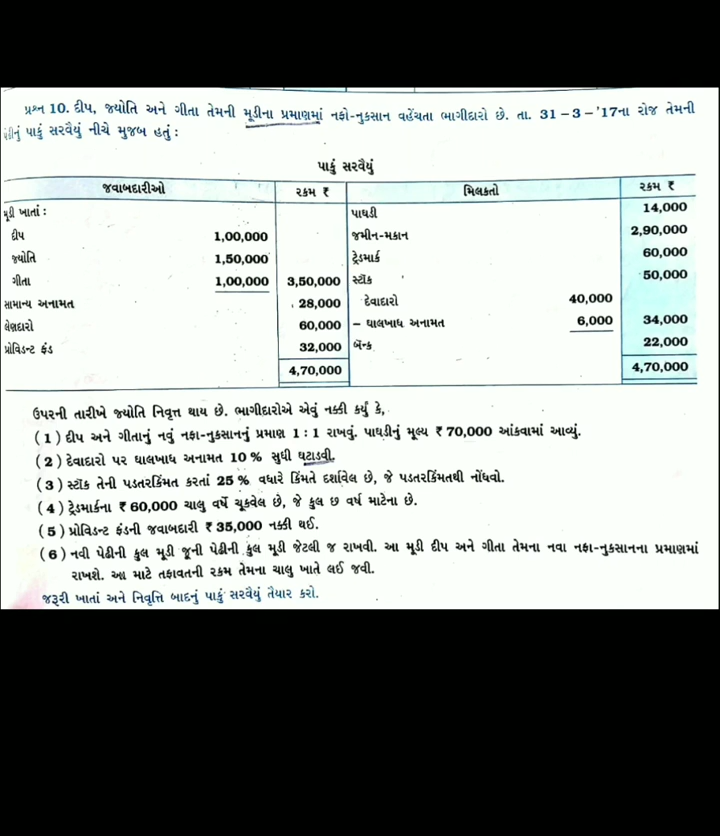 પ્રશ્ન 10. દીપ, જ્યોતિ અને ગીતા તેમની મૂડીના પ્રમાણમાં નફો-નુકસાન વહેંચતા ભાગીદારો છે. તા. 31-3-'17ના રોજ તેમની
પેઢીનું પાકું સરવૈયું નીચે મુજબ હતું :
પાકું સરવૈયું
જવાબદારીઓ રકમ ₹ મિલકતો રકમ ₹
મૂડી ખાતાં : પાઘડી 14,000
દીપ 1,00,000 જમીન-મકાન 2,90,000
જ્યોતિ 1,50,000 ટ્રેડમાર્ક 60,000
ગીતા 1,00,000 3,50,000 સ્ટૉક 50,000
સામાન્ય અનામત 28,000 દેવાદારો 40,000
લેણદારો 60,000 – ઘાલખાધ અનામત 6,000 34,000
પ્રોવિડન્ટ ફંડ 32,000 બૅન્ક 22,000
4,70,000 4,70,000
ઉપરની તારીખે જ્યોતિ નિવૃત્ત થાય છે. ભાગીદારોએ એવું નક્કી કર્યું કે,
(1) દીપ અને ગીતાનું નવું નફા-નુકસાનનું પ્રમાણ 1 : 1 રાખવું. પાઘડીનું મૂલ્ય ₹ 70,000 આંકવામાં આવ્યું.
(2) દેવાદારો પર ઘાલખાધ અનામત 10 % સુધી ઘટાડવી.
(3) સ્ટૉક તેની પડતરકિંમત કરતાં 25 % વધારે કિંમતે દર્શાવેલ છે, જે પડતરકિંમતથી નોંધવો.
(4) ટ્રેડમાર્કના ₹ 60,000 ચાલુ વર્ષે ચૂકવેલ છે, જે કુલ છ વર્ષ માટેના છે.
(5) પ્રોવિડન્ટ ફંડની જવાબદારી ₹ 35,000 નક્કી થઈ.
(6) નવી પેઢીની કુલ મૂડી જૂની પેઢીની કુલ મૂડી જેટલી જ રાખવી. આ મૂડી દીપ અને ગીતા તેમના નવા નફા-નુકસાનના પ્રમાણમાં
રાખશે. આ માટે તફાવતની રકમ તેમના ચાલુ ખાતે લઈ જવી.
જરૂરી ખાતાં અને નિવૃત્તિ બાદનું પાકું સરવૈયું તૈયાર કરો.